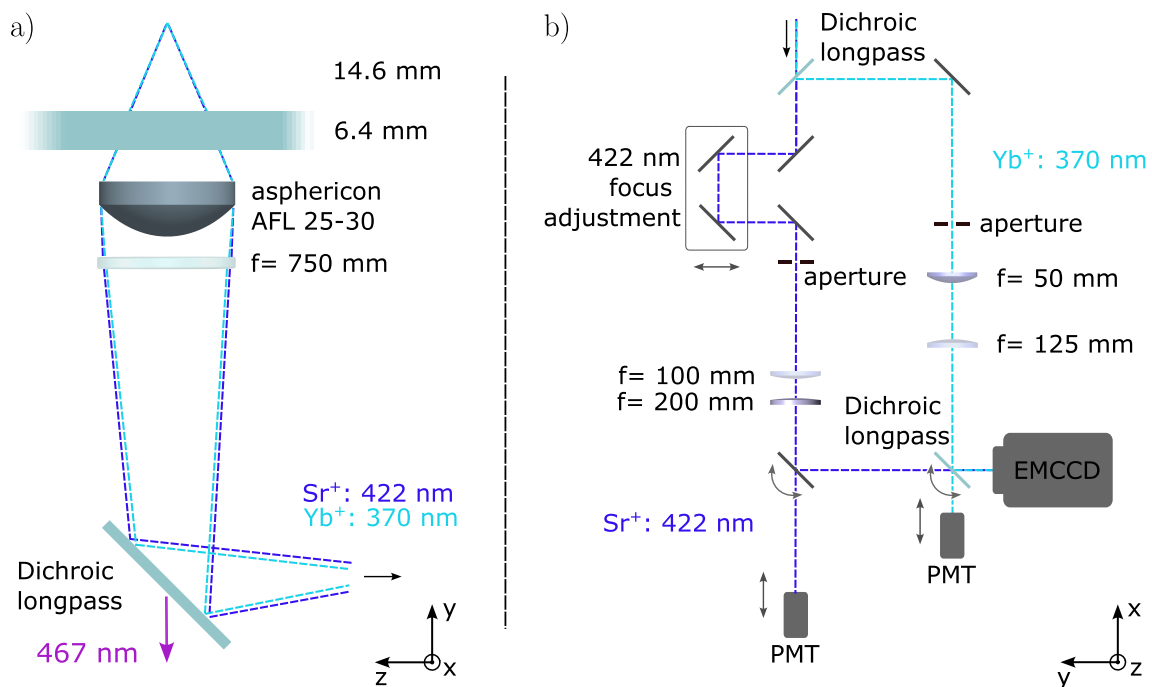 a)
14.6 mm
6.4 mm
asphericon
AFL 25-30
f= 750 mm
Sr⁺: 422 nm
Yb⁺: 370 nm
Dichroic
longpass
467 nm
y
z
x
b)
Dichroic
longpass
422 nm
focus
adjustment
Yb⁺: 370 nm
aperture
aperture
f= 50 mm
f= 125 mm
f= 100 mm
f= 200 mm
Dichroic
longpass
EMCCD
Sr⁺: 422 nm
PMT
PMT
x
y
z